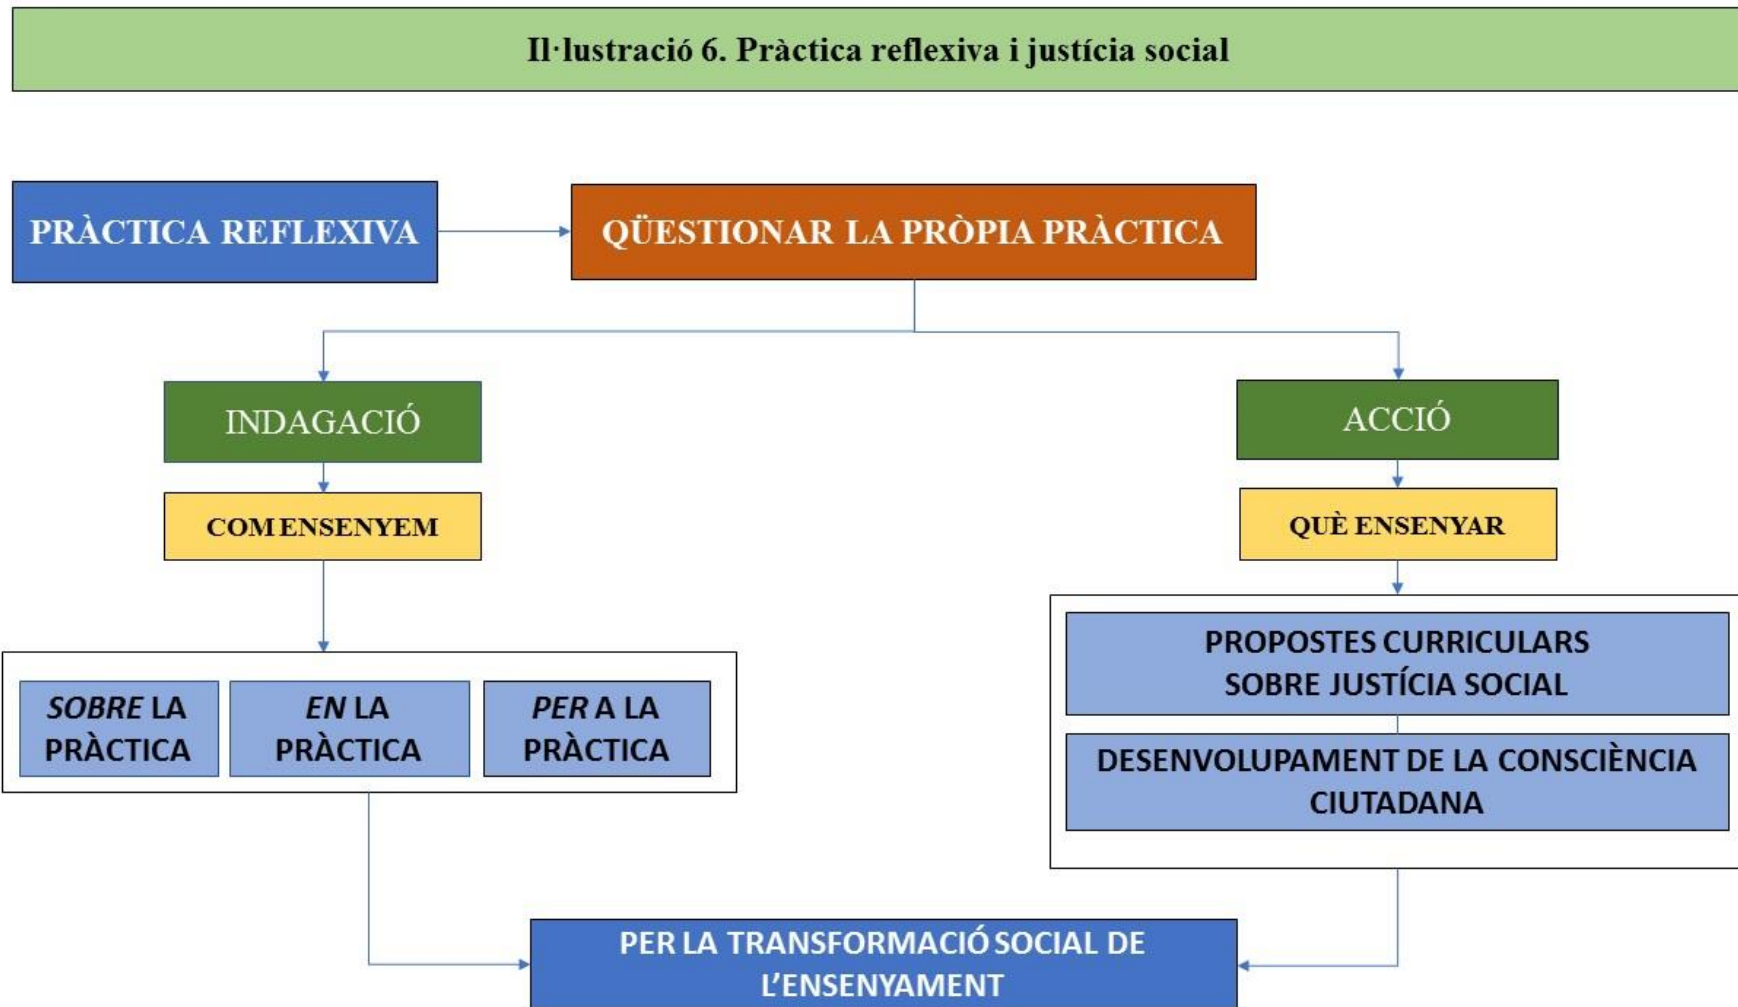 Il·lustració 6. Pràctica reflexiva i justícia social
PRÀCTICA REFLEXIVA
QÜESTIONAR LA PRÒPIA PRÀCTICA
INDAGACIÓ
COM ENSENYEM
SOBRE LA
PRÀCTICA
EN LA
PRÀCTICA
PER A LA
PRÀCTICA
ACCIÓ
QUÈ ENSENYAR
PROPOSTES CURRICULARS
SOBRE JUSTÍCIA SOCIAL
DESENVOLUPAMENT DE LA CONSCIÈNCIA
CIUTADANA
PER LA TRANSFORMACIÓ SOCIAL DE
L'ENSENYAMENT